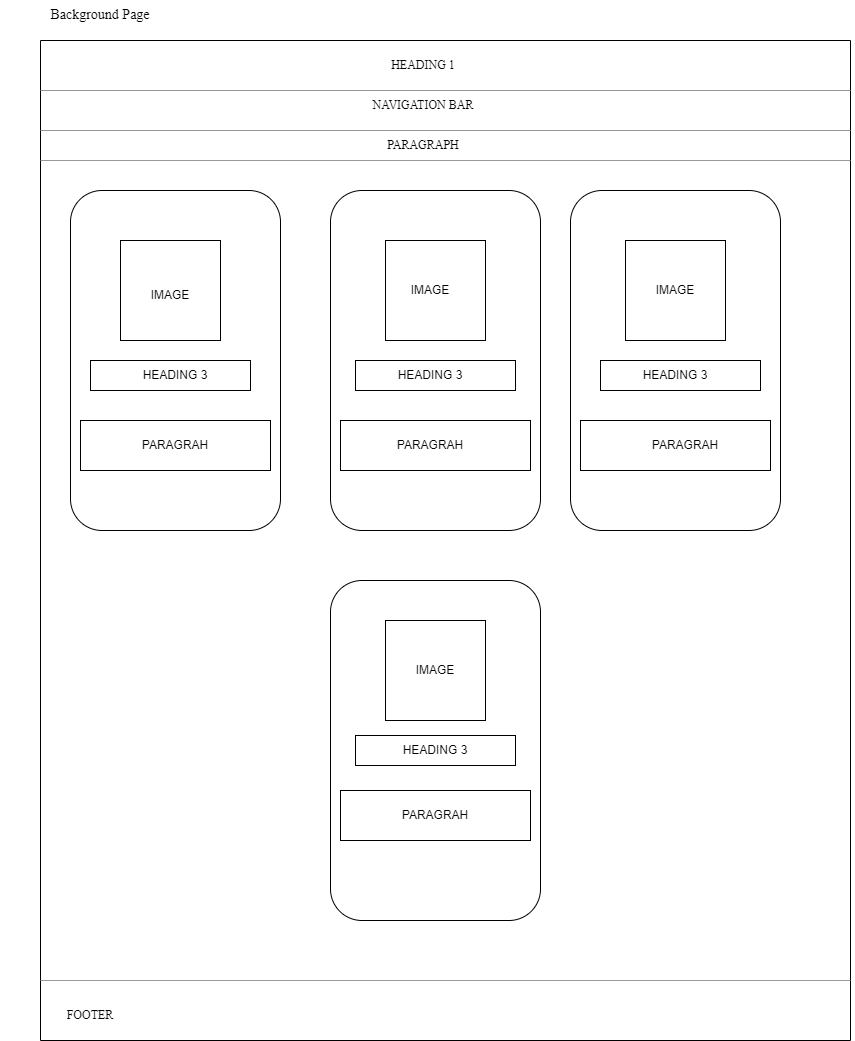 Background Page
HEADING 1
NAVIGATION BAR
PARAGRAPH
IMAGE
IMAGE
IMAGE
HEADING 3
HEADING 3
HEADING 3
PARAGRAH
PARAGRAH
PARAGRAH
IMAGE
HEADING 3
PARAGRAH
FOOTER